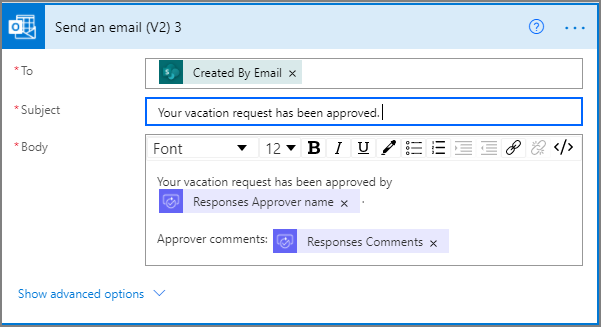 Send an email (V2) 3
? ...
* To
Created By Email ×
* Subject
Your vacation request has been approved.
* Body
Font 12 B I U </>
Your vacation request has been approved by
Responses Approver name × .
Approver comments: Responses Comments ×
Show advanced options